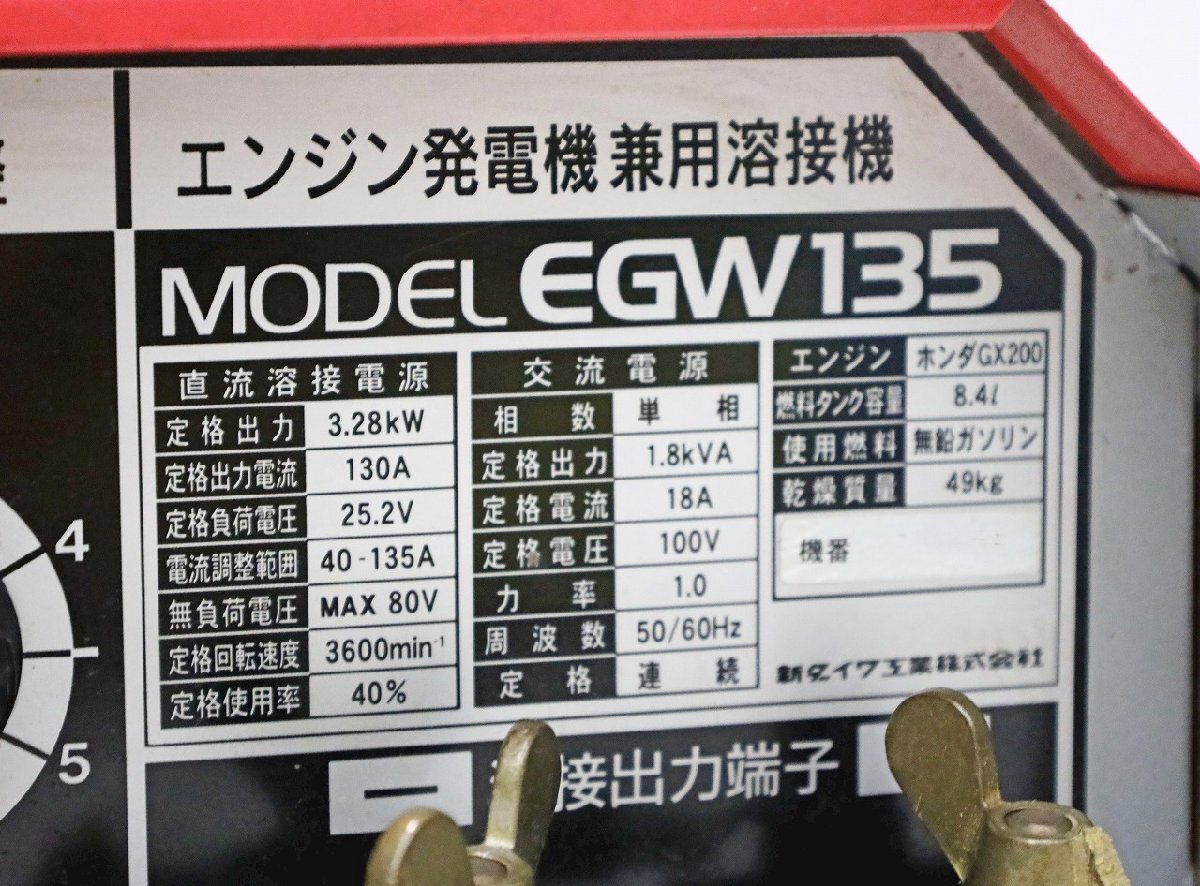 エンジン発電機兼用溶接機
MODEL EGW135
直流溶接電源
定格出力 3.28kW
定格出力電流 130A
定格負荷電圧 25.2V
電流調整範囲 40-135A
無負荷電圧 MAX 80V
定格回転速度 3600min⁻¹
定格使用率 40%
交流電源
相数 単相
定格出力 1.8kVA
定格電流 18A
定格電圧 100V
力率 1.0
周波数 50/60Hz
定格 連続
エンジン ホンダGX200
燃料タンク容量 8.4ℓ
使用燃料 無鉛ガソリン
乾燥質量 49kg
機番
新ダイワ工業株式会社
4
5
接出力端子